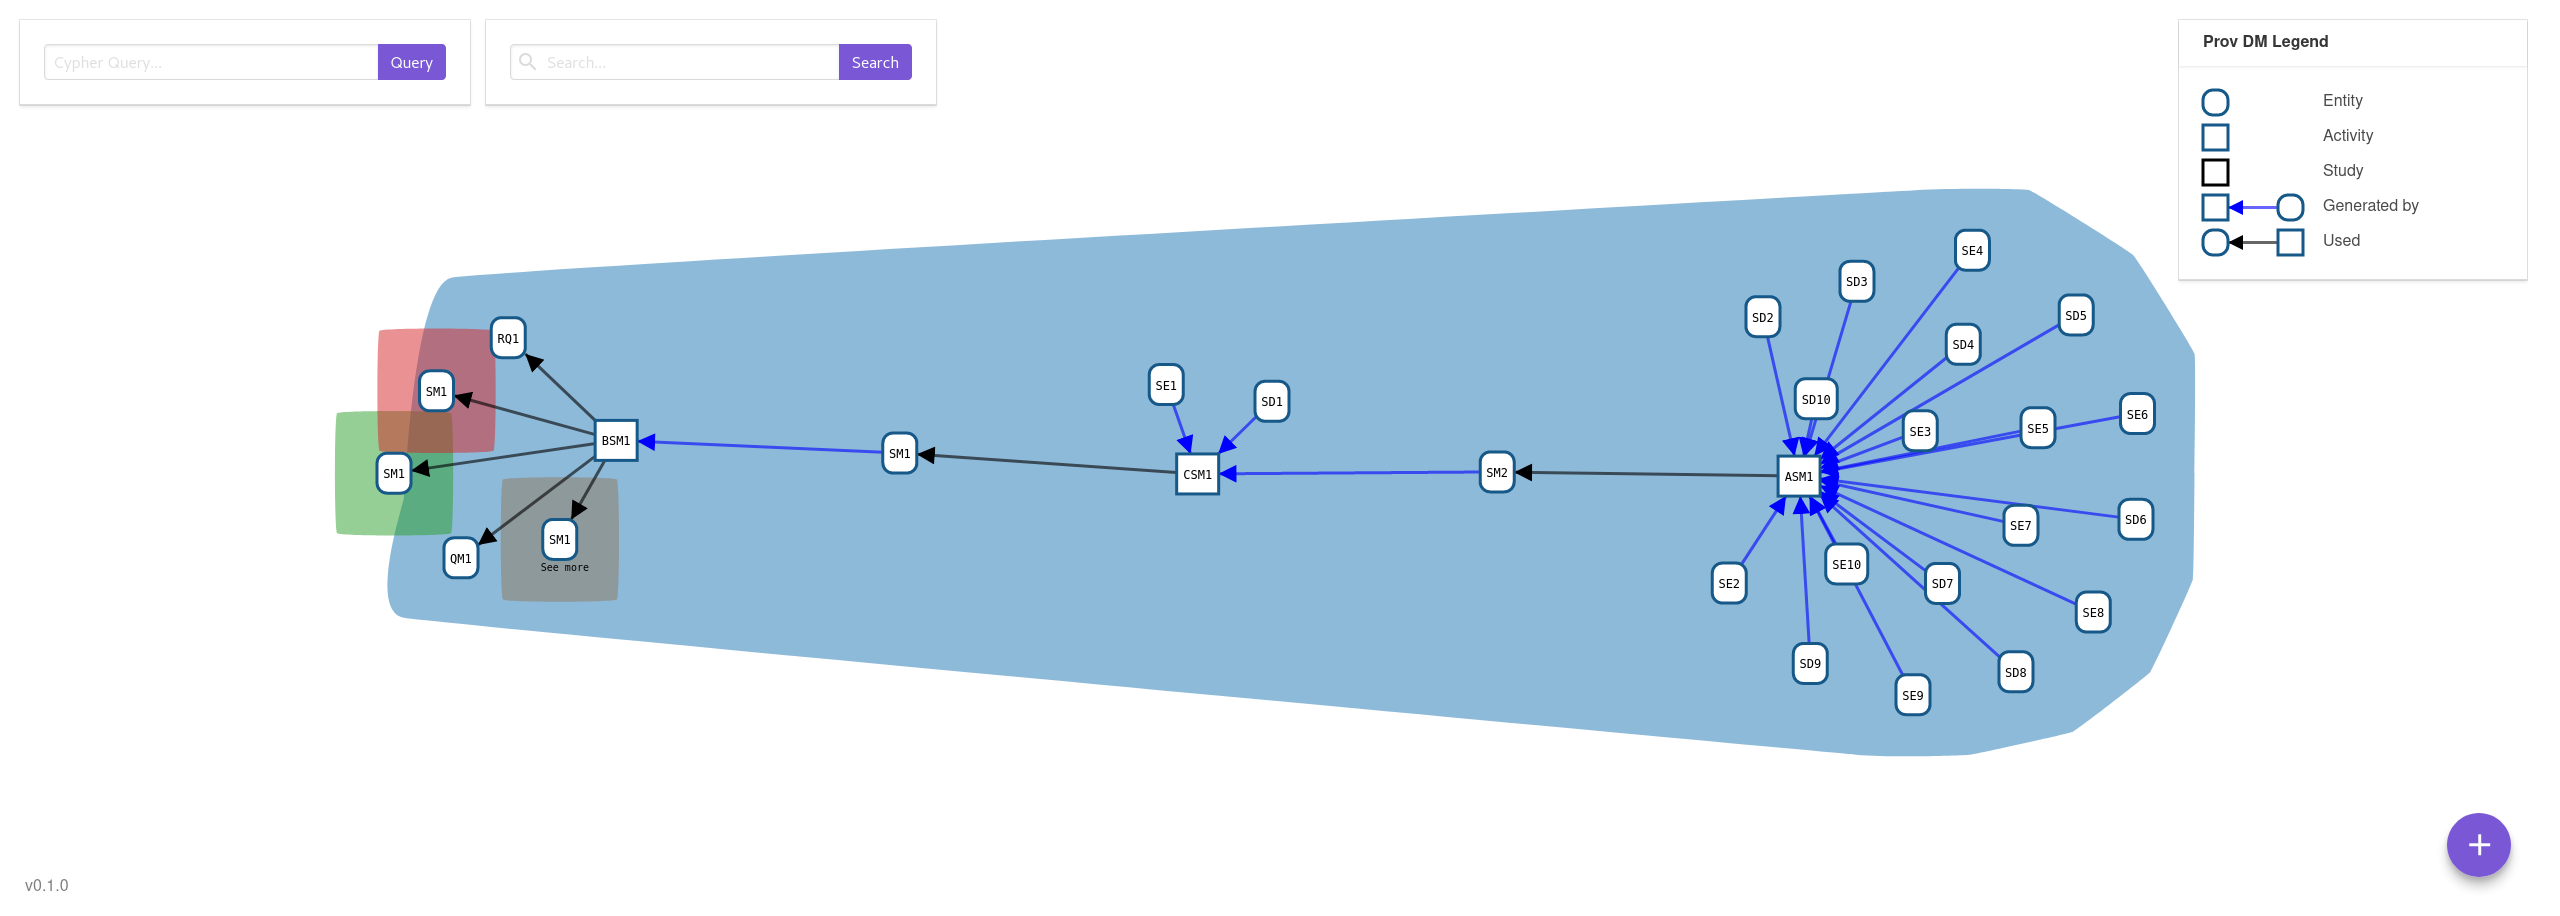 Cypher Query...
Query
Search...
Search
Prov DM Legend
Entity
Activity
Study
Generated by
Used
SE4
SD3
SD2
SD5
RQ1
SD4
SE1
SM1
SD1
SD10
SE6
SE5
SE3
BSM1
SM1
SM1
CSM1
SM2
ASM1
SD6
SE7
SM1
See more
QM1
SE10
SE2
SD7
SE8
SD9
SD8
SE9
v0.1.0